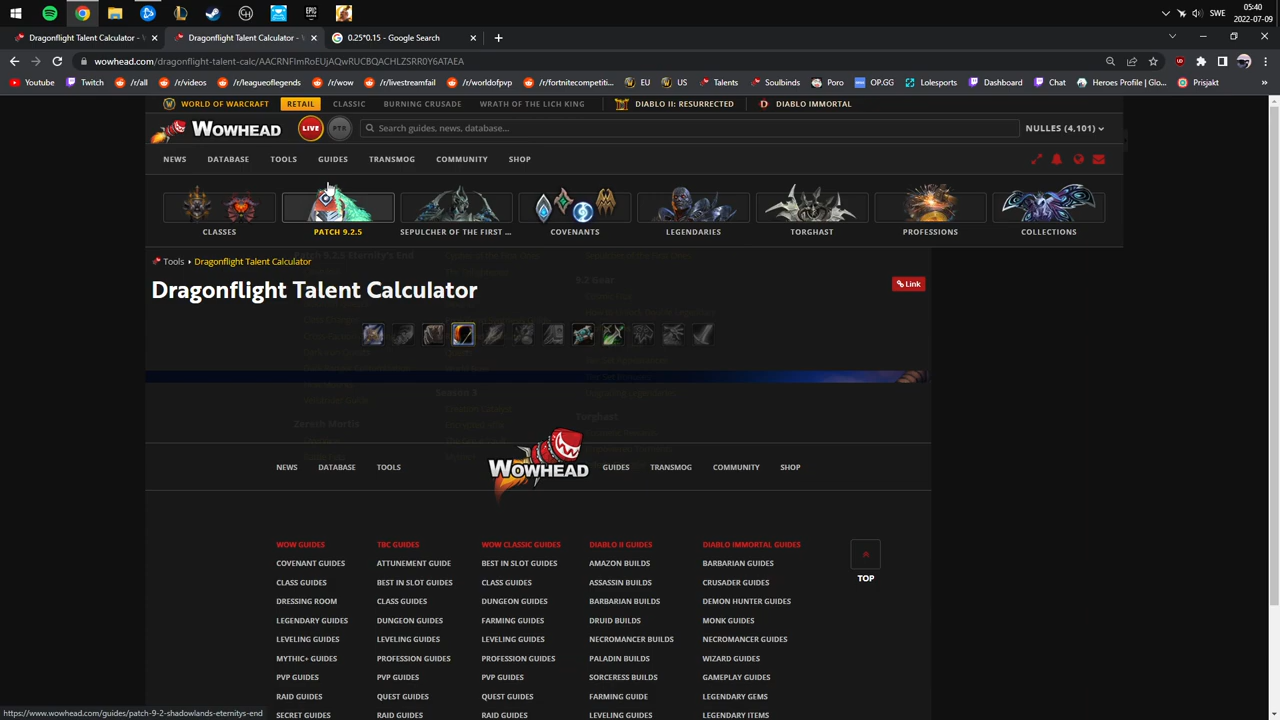 05:40
SWE
2022-07-09
Dragonflight Talent Calculator -
Dragonflight Talent Calculator -
0.25*0.15 - Google Search
wowhead.com/dragonflight-talent-calc/AACRNFImRoEUjAQwRUCBQACHLZSRR0Y6ATAEA
Youtube Twitch /r/all /r/videos /r/leagueoflegends /r/wow /r/livestreamfail /r/worldofpvp /r/fortnitecompetiti... EU US Talents Soulbinds Poro OP.GG Lolesports Dashboard Chat Heroes Profile | Glo... Prisjakt
WORLD OF WARCRAFT RETAIL CLASSIC BURNING CRUSADE WRATH OF THE LICH KING DIABLO II: RESURRECTED DIABLO IMMORTAL
WOWHEAD LIVE PTR Search guides, news, database... NULLES (4,101)
NEWS DATABASE TOOLS GUIDES TRANSMOG COMMUNITY SHOP
CLASSES PATCH 9.2.5 SEPULCHER OF THE FIRST ... COVENANTS LEGENDARIES TORGHAST PROFESSIONS COLLECTIONS
Tools › Dragonflight Talent Calculator
Dragonflight Talent Calculator
Link
NEWS DATABASE TOOLS WOWHEAD GUIDES TRANSMOG COMMUNITY SHOP
WOW GUIDES TBC GUIDES WOW CLASSIC GUIDES DIABLO II GUIDES DIABLO IMMORTAL GUIDES
COVENANT GUIDES ATTUNEMENT GUIDE BEST IN SLOT GUIDES AMAZON BUILDS BARBARIAN GUIDES
TOP
CLASS GUIDES BEST IN SLOT GUIDES CLASS GUIDES ASSASSIN BUILDS CRUSADER GUIDES
DRESSING ROOM CLASS GUIDES DUNGEON GUIDES BARBARIAN BUILDS DEMON HUNTER GUIDES
LEGENDARY GUIDES DUNGEON GUIDES FARMING GUIDES DRUID BUILDS MONK GUIDES
LEVELING GUIDES LEVELING GUIDES LEVELING GUIDES NECROMANCER BUILDS NECROMANCER GUIDES
MYTHIC+ GUIDES PROFESSION GUIDES PROFESSION GUIDES PALADIN BUILDS WIZARD GUIDES
PVP GUIDES PVP GUIDES PVP GUIDES SORCERESS BUILDS GAMEPLAY GUIDES
RAID GUIDES QUEST GUIDES QUEST GUIDES FARMING GUIDE LEGENDARY GEMS
SECRET GUIDES RAID GUIDES RAID GUIDES LEVELING GUIDES LEGENDARY ITEMS
https://www.wowhead.com/guides/patch-9-2-shadowlands-eternitys-end